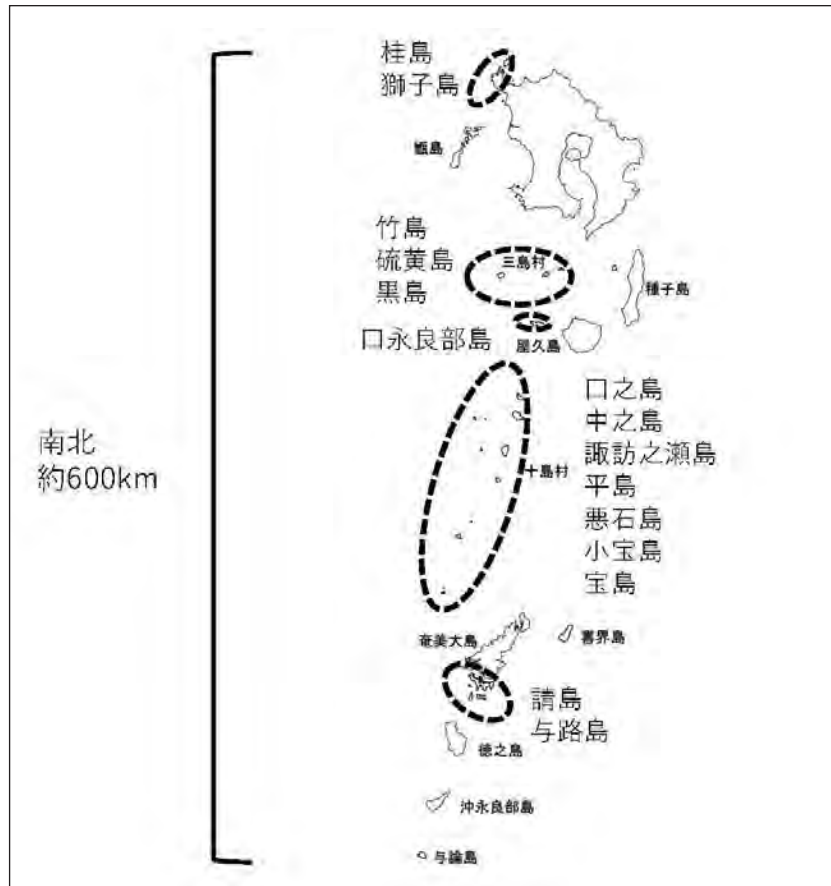 桂島
獅子島
甑島
竹島
硫黄島
黒島
三島村
種子島
口永良部島
屋久島
南北
約600km
口之島
中之島
諏訪之瀬島
平島
悪石島
小宝島
宝島
十島村
奄美大島
喜界島
請島
与路島
徳之島
沖永良部島
与論島